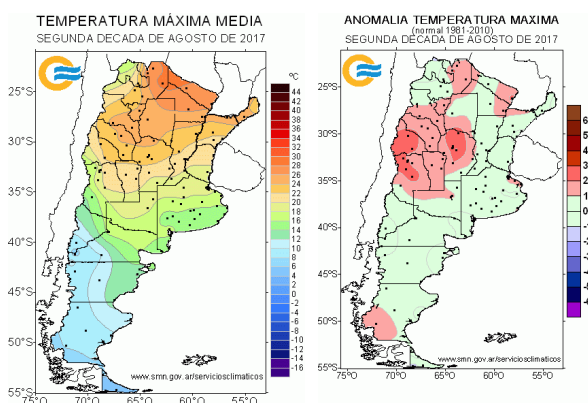 TEMPERATURA MÁXIMA MEDIA
SEGUNDA DECADA DE AGOSTO DE 2017
25°S
30°S
35°S
40°S
45°S
50°S
55°S
75°O
70°O
65°O
60°O
55°O
ºC
44
40
38
36
34
32
30
28
26
24
22
20
18
16
14
12
10
8
6
4
2
0
-2
-4
-6
-8
-12
-14
-16
www.smn.gov.ar/serviciosclimaticos
ANOMALIA TEMPERATURA MAXIMA
(normal 1981-2010)
SEGUNDA DECADA DE AGOSTO DE 2017
25°S
30°S
35°S
40°S
45°S
50°S
55°S
75°O
70°O
65°O
60°O
55°O
www.smn.gov.ar/serviciosclimaticos